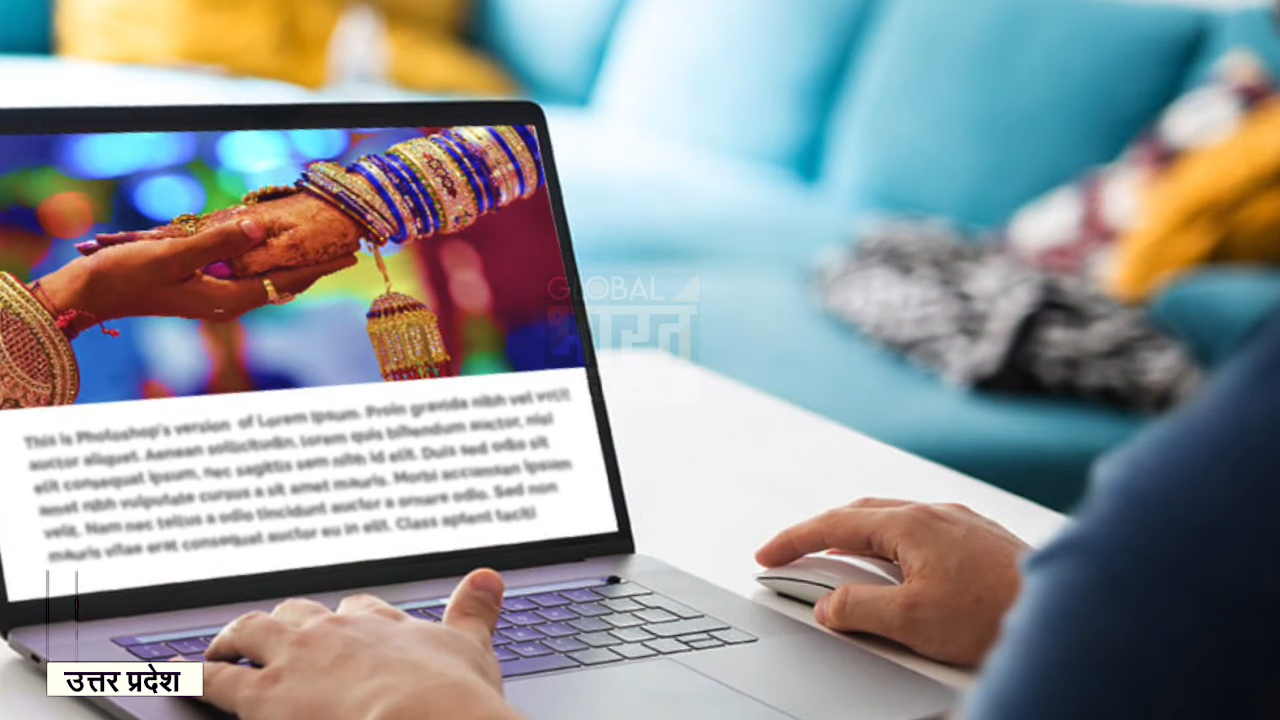 GLOBAL
भारत
This is Photoshop's version of Lorem Ipsum. Proin gravida nibh vel velit
auctor aliquet. Aenean sollicitudin, lorem quis bibendum auctor, nisi
elit consequat ipsum, nec sagittis sem nibh id elit. Duis sed odio sit
amet nibh vulputate cursus a sit amet mauris. Morbi accumsan ipsum
velit. Nam nec tellus a odio tincidunt auctor a ornare odio. Sed non
mauris vitae erat consequat auctor eu in elit. Class aptent taciti
उत्तर प्रदेश